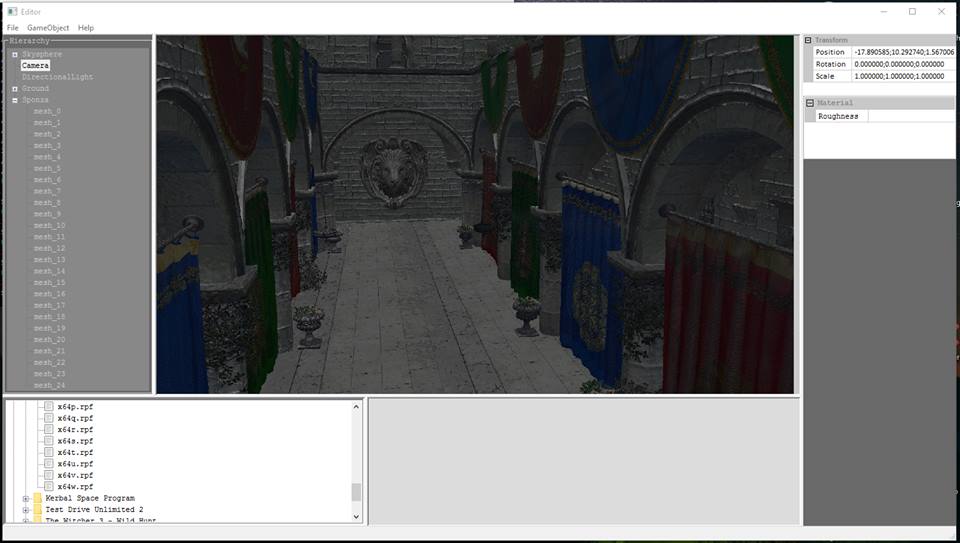 Editor
File GameObject Help
Hierarchy
Skysphere
Camera
DirectionalLight
Ground
Sponza
mesh_0
mesh_1
mesh_2
mesh_3
mesh_4
mesh_5
mesh_6
mesh_7
mesh_8
mesh_9
mesh_10
mesh_11
mesh_12
mesh_13
mesh_14
mesh_15
mesh_16
mesh_17
mesh_18
mesh_19
mesh_20
mesh_21
mesh_22
mesh_23
mesh_24
Transform
Position -17.890585;10.292740;1.567006
Rotation 0.000000;0.000000;0.000000
Scale 1.000000;1.000000;1.000000
Material
Roughness
x64p.rpf
x64q.rpf
x64r.rpf
x64s.rpf
x64t.rpf
x64u.rpf
x64v.rpf
x64w.rpf
Kerbal Space Program
Test Drive Unlimited 2
The Witcher 3 - Wild Hunt